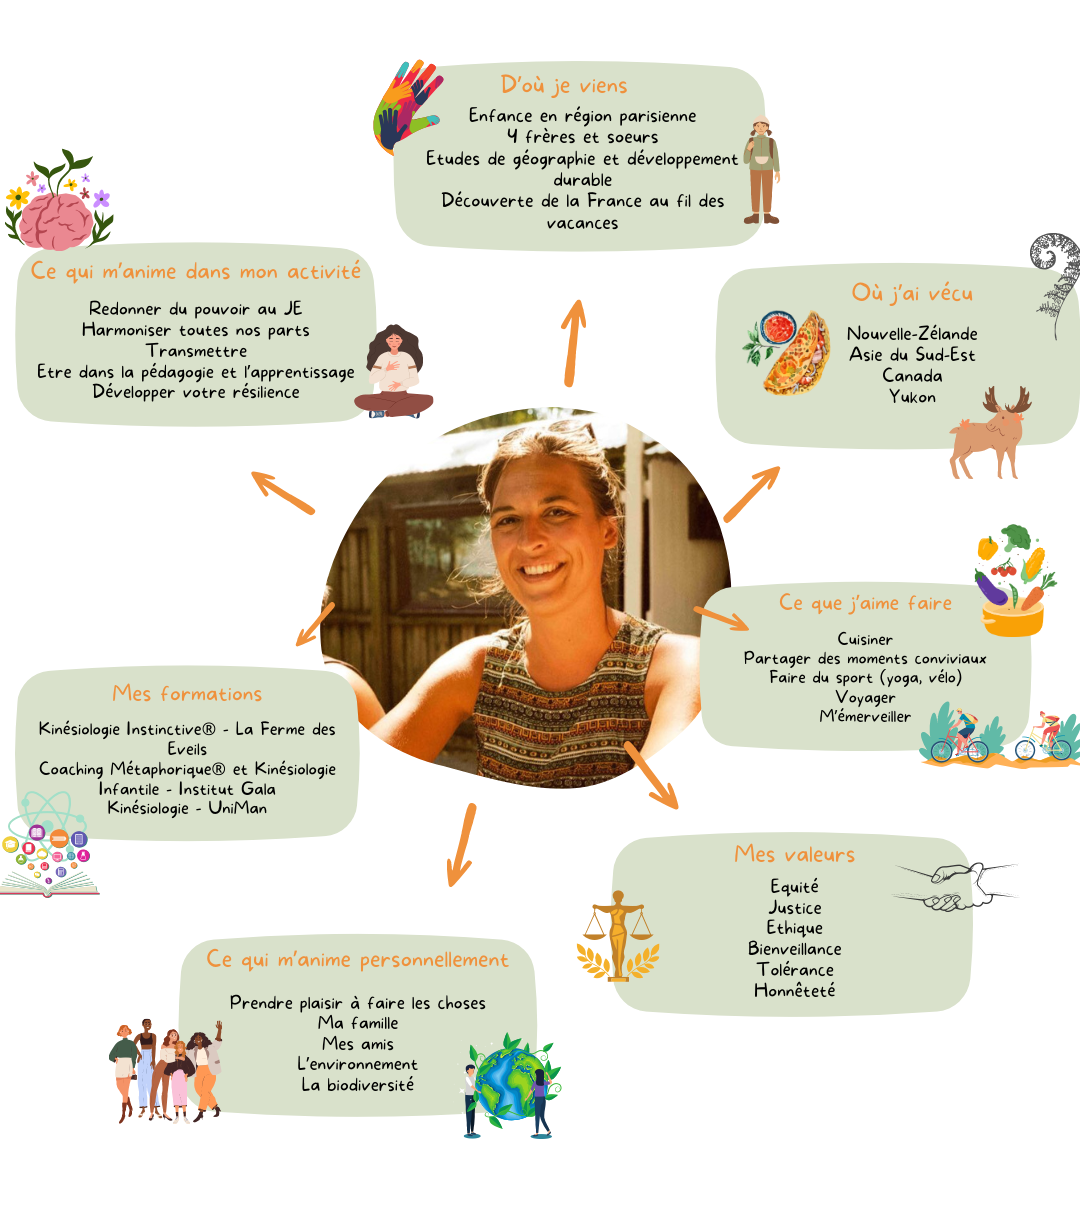 D'où je viens
Enfance en région parisienne
4 frères et soeurs
Etudes de géographie et développement
durable
Découverte de la France au fil des
vacances
Ce qui m'anime dans mon activité
Redonner du pouvoir au JE
Harmoniser toutes nos parts
Transmettre
Etre dans la pédagogie et l'apprentissage
Développer votre résilience
Où j'ai vécu
Nouvelle-Zélande
Asie du Sud-Est
Canada
Yukon
Ce que j'aime faire
Cuisiner
Partager des moments conviviaux
Faire du sport (yoga, vélo)
Voyager
M'émerveiller
Mes formations
Kinésiologie Instinctive® - La Ferme des
Eveils
Coaching Métaphorique® et Kinésiologie
Infantile - Institut Gala
Kinésiologie - UniMan
Mes valeurs
Equité
Justice
Ethique
Bienveillance
Tolérance
Honnêteté
Ce qui m'anime personnellement
Prendre plaisir à faire les choses
Ma famille
Mes amis
L'environnement
La biodiversité